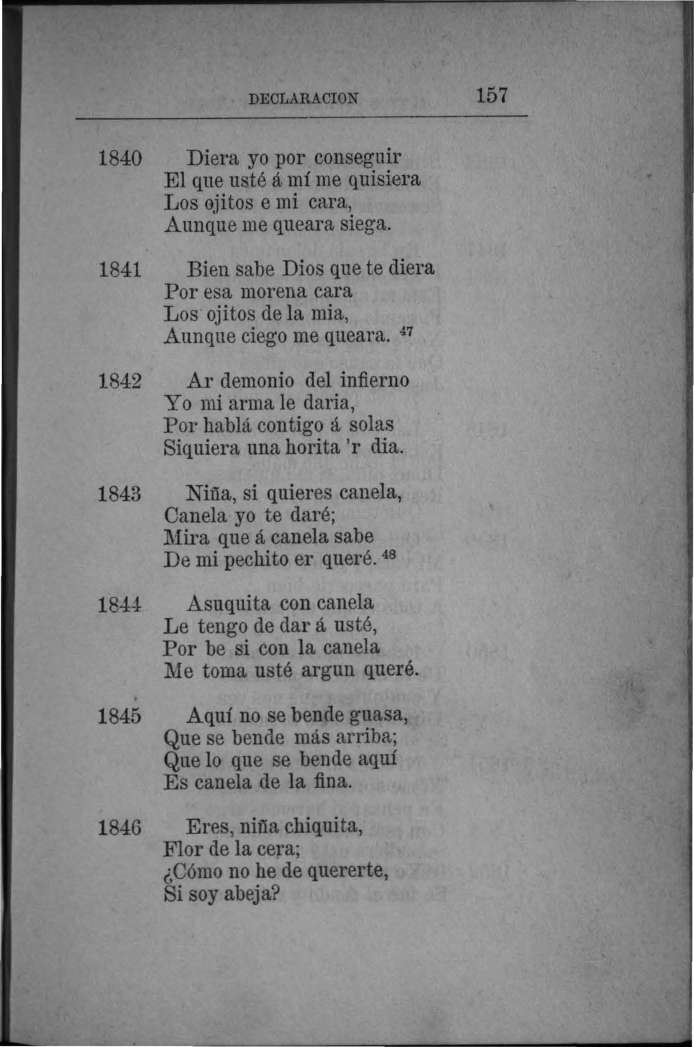 DECLARACION 157
1840 Diera yo por conseguir
El que usté á mí me quisiera
Los ojitos e mi cara,
Aunque me queara siega.
1841 Bien sabe Dios que te diera
Por esa morena cara
Los ojitos de la mia,
Aunque ciego me queara. 47
1842 Ar demonio del infierno
Yo mi arma le daria,
Por hablá contigo á solas
Siquiera una horita 'r dia.
1843 Niña, si quieres canela,
Canela yo te daré;
Mira que á canela sabe
De mi pechito er queré. 48
1844 Asuquita con canela
Le tengo de dar á usté,
Por be si con la canela
Me toma usté argun queré.
1845 Aquí no se bende guasa,
Que se bende más arriba;
Que lo que se bende aquí
Es canela de la fina.
1846 Eres, niña chiquita,
Flor de la cera;
¿Cómo no he de quererte,
Si soy abeja?